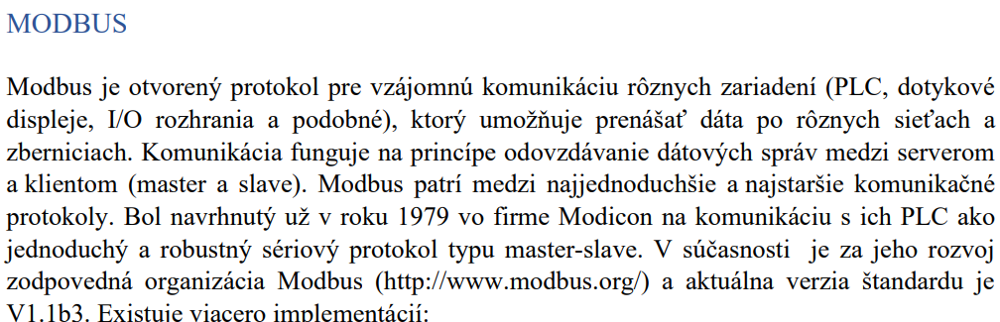 MODBUS
Modbus je otvorený protokol pre vzájomnú komunikáciu rôznych zariadení (PLC, dotykové
displeje, I/O rozhrania a podobné), ktorý umožňuje prenášať dáta po rôznych sieťach a
zberniciach. Komunikácia funguje na princípe odovzdávanie dátových správ medzi serverom
a klientom (master a slave). Modbus patrí medzi najjednoduchšie a najstaršie komunikačné
protokoly. Bol navrhnutý už v roku 1979 vo firme Modicon na komunikáciu s ich PLC ako
jednoduchý a robustný sériový protokol typu master-slave. V súčasnosti  je za jeho rozvoj
zodpovedná organizácia Modbus (http://www.modbus.org/) a aktuálna verzia štandardu je
V1.1b3. Existuje viacero implementácií: